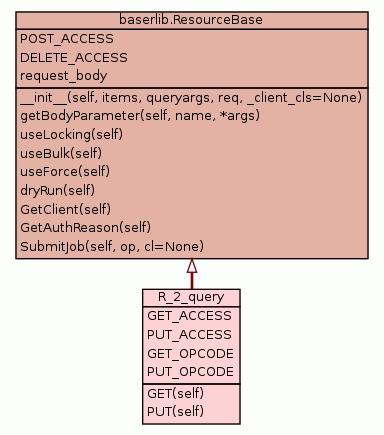 baserlib.ResourceBase
POST_ACCESS
DELETE_ACCESS
request_body
__init__(self, items, queryargs, req, _client_cls=None)
getBodyParameter(self, name, *args)
useLocking(self)
useBulk(self)
useForce(self)
dryRun(self)
GetClient(self)
GetAuthReason(self)
SubmitJob(self, op, cl=None)
R_2_query
GET_ACCESS
PUT_ACCESS
GET_OPCODE
PUT_OPCODE
GET(self)
PUT(self)